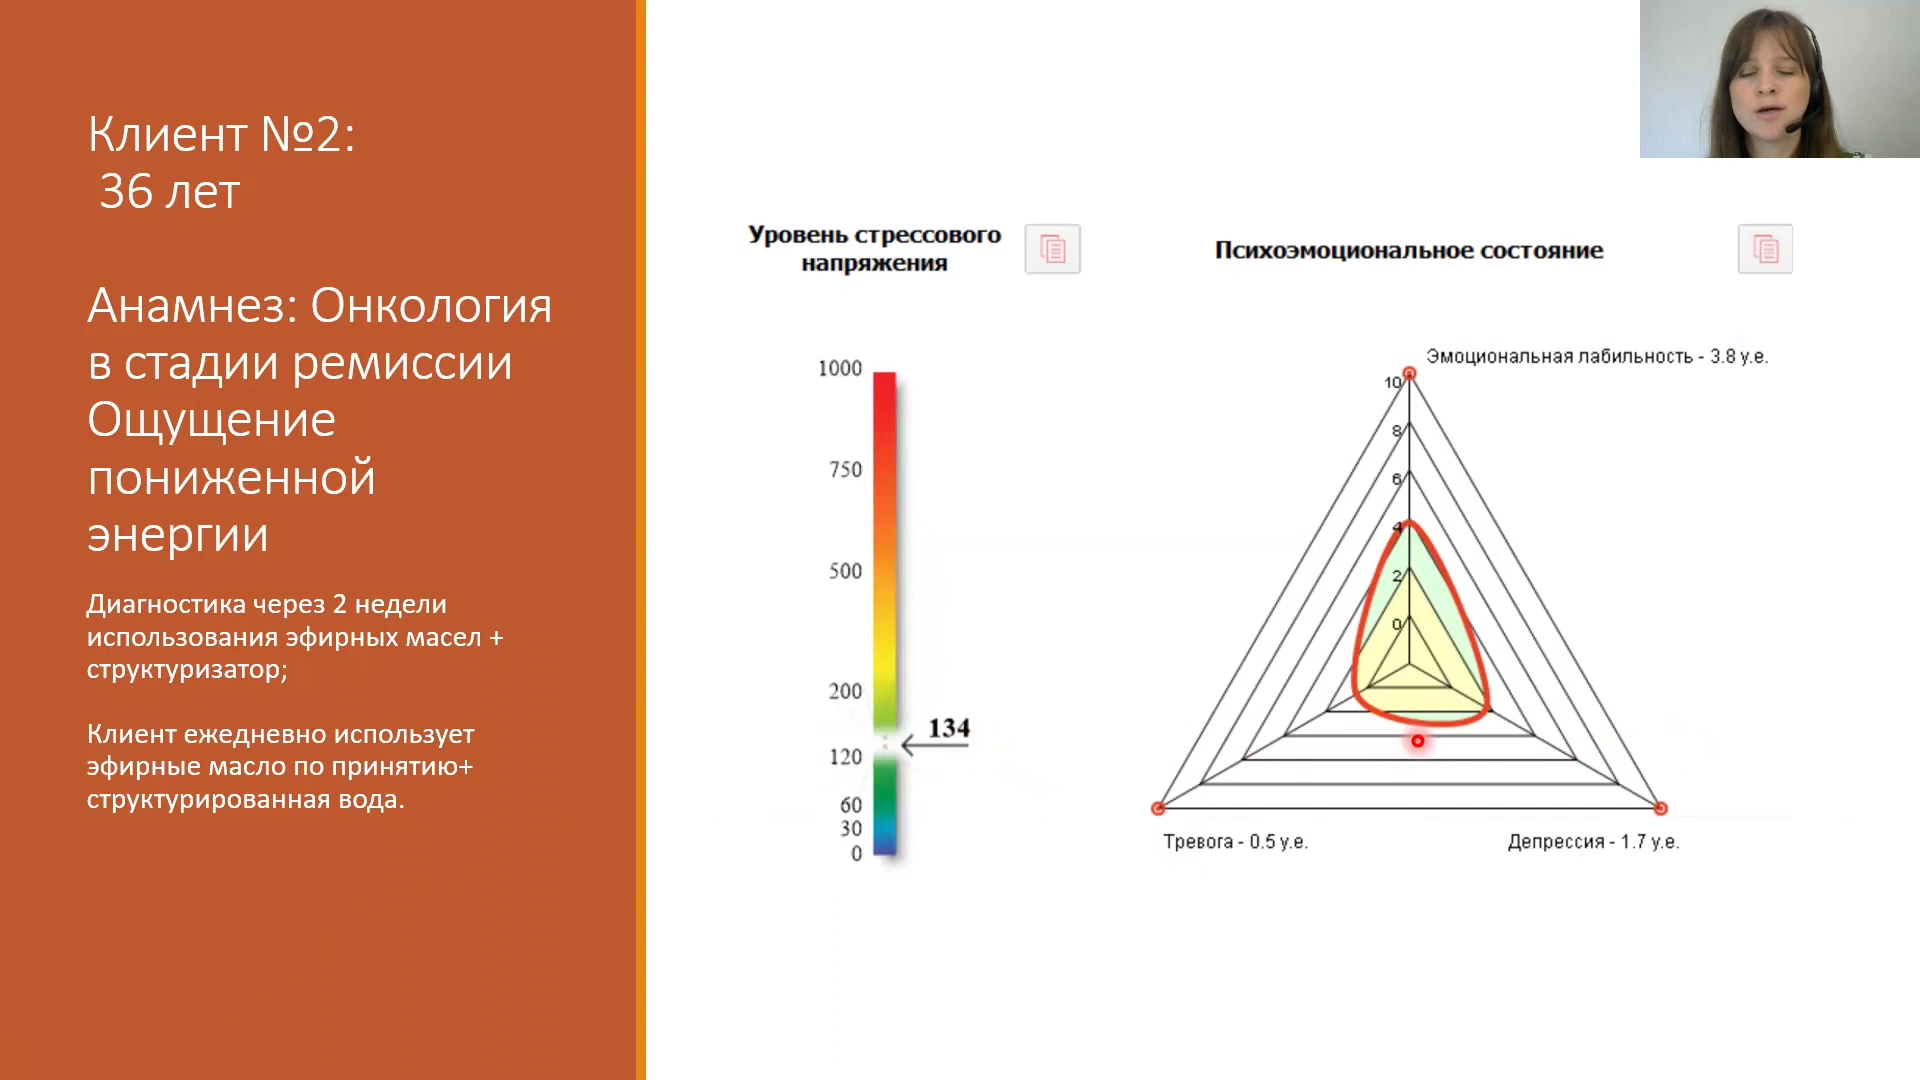 Клиент №2:
36 лет
Анамнез: Онкология
в стадии ремиссии
Ощущение
пониженной
энергии
Диагностика через 2 недели
использования эфирных масел +
структуризатор;
Клиент ежедневно использует
эфирные масло по принятию+
структурированная вода.
Уровень стрессового
напряжения
1000
750
500
200
134
120
60
30
0
Психоэмоциональное состояние
Эмоциональная лабильность - 3.8 у.е.
10
8
6
4
2
0
Тревога - 0.5 у.е.
Депрессия - 1.7 у.е.